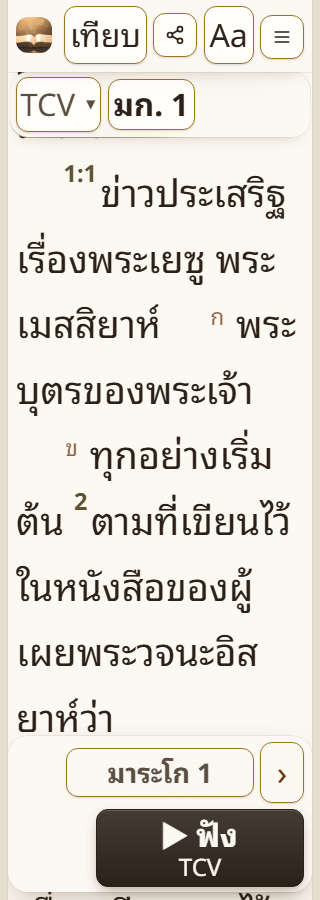 เทียบ Aa
TCV ▾ มก. 1
1:1 ข่าวประเสริฐ
เรื่องพระเยซู พระ
เมสสิยาห์ ก พระ
บุตรของพระเจ้า
ข ทุกอย่างเริ่ม
ต้น 2 ตามที่เขียนไว้
ในหนังสือของผู้
เผยพระวจนะอิส
ยาห์ว่า
มาระโก 1 ›
▶ ฟัง
TCV